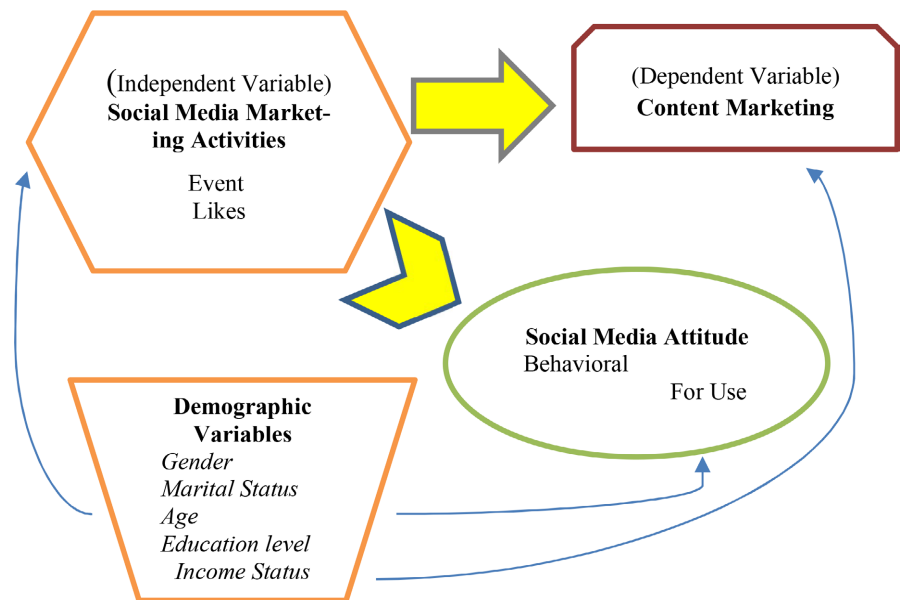 (Independent Variable)
Social Media Market-
ing Activities
Event
Likes
(Dependent Variable)
Content Marketing
Social Media Attitude
Behavioral
For Use
Demographic
Variables
Gender
Marital Status
Age
Education level
Income Status